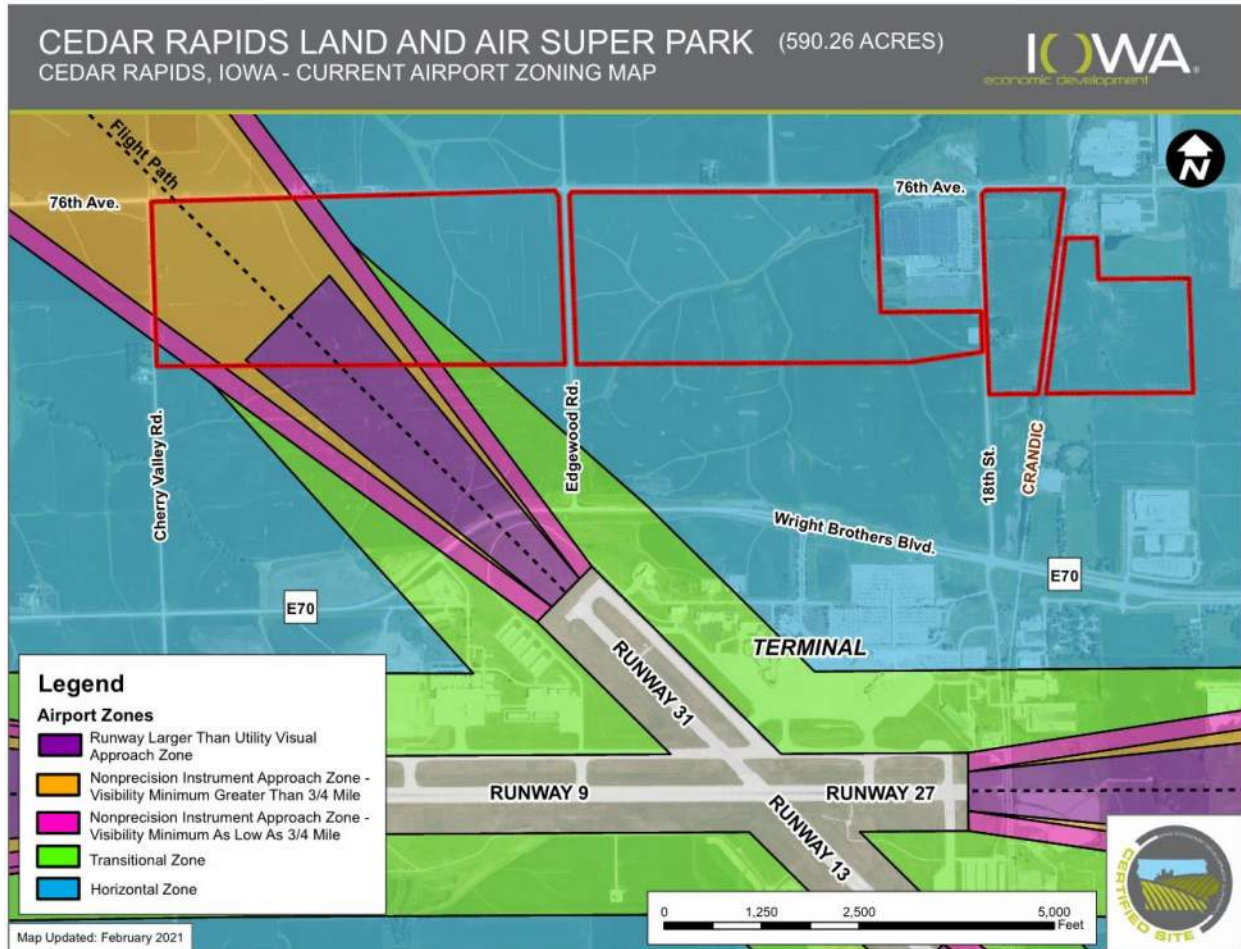 CEDAR RAPIDS LAND AND AIR SUPER PARK (590.26 ACRES)
CEDAR RAPIDS, IOWA - CURRENT AIRPORT ZONING MAP
IOWA
economic development
N
Flight Path
76th Ave.
76th Ave.
Cherry Valley Rd.
Edgewood Rd.
18th St.
CRANDIC
Wright Brothers Blvd.
E70
E70
TERMINAL
RUNWAY 31
RUNWAY 9
RUNWAY 27
RUNWAY 13
Legend
Airport Zones
Runway Larger Than Utility Visual
Approach Zone
Nonprecision Instrument Approach Zone -
Visibility Minimum Greater Than 3/4 Mile
Nonprecision Instrument Approach Zone -
Visibility Minimum As Low As 3/4 Mile
Transitional Zone
Horizontal Zone
0 1,250 2,500 5,000
Feet
CERTIFIED SITE
Map Updated: February 2021